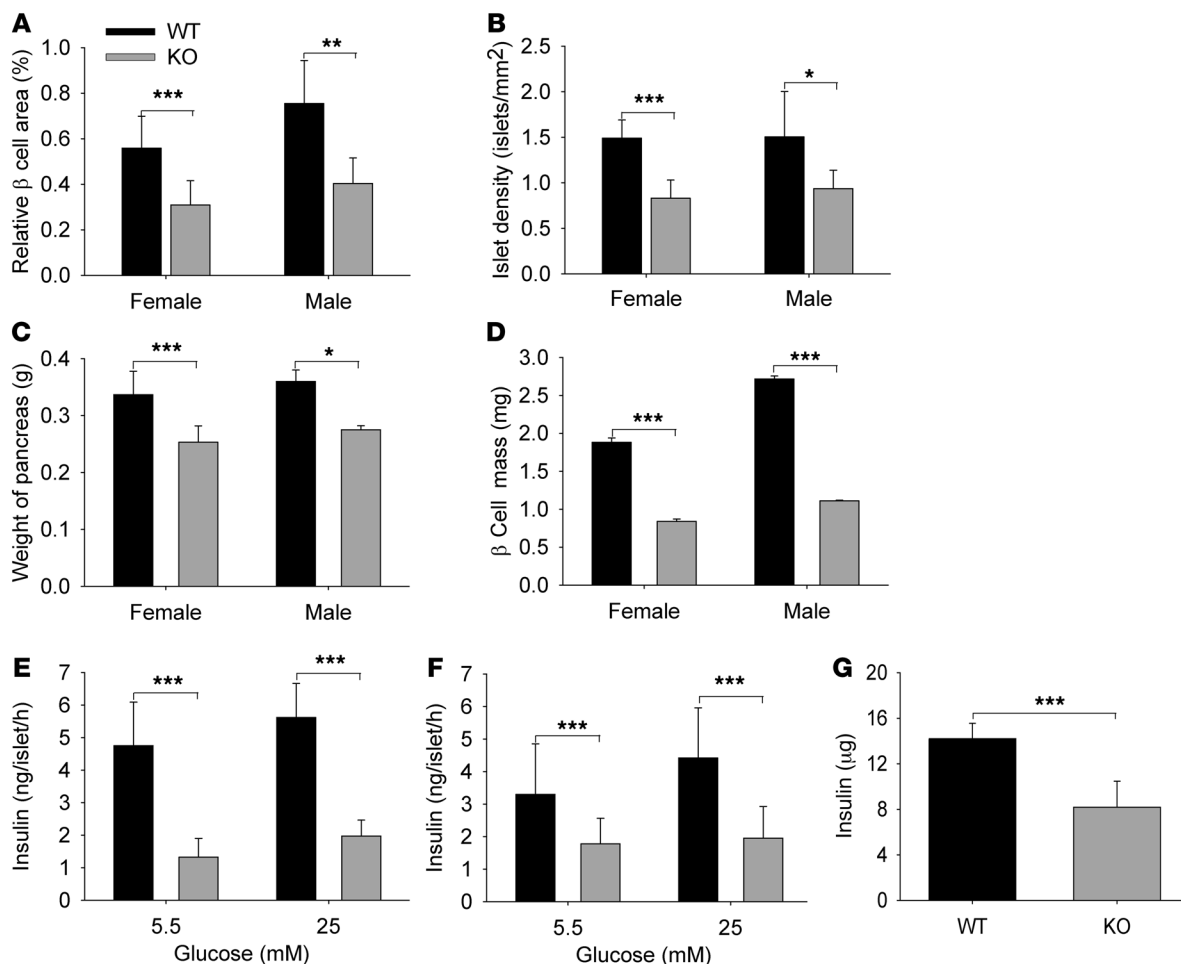 A
WT
KO
Relative β cell area (%)
1.0
0.8
0.6
0.4
0.2
0.0
***
**
Female Male
B
Islet density (islets/mm2)
2.5
2.0
1.5
1.0
0.5
0.0
***
*
Female Male
C
Weight of pancreas (g)
0.4
0.3
0.2
0.1
0.0
***
*
Female Male
D
β Cell mass (mg)
3.0
2.5
2.0
1.5
1.0
0.5
0.0
***
***
Female Male
E
Insulin (ng/islet/h)
7
6
5
4
3
2
1
0
***
***
5.5 25
Glucose (mM)
F
Insulin (ng/islet/h)
7
6
5
4
3
2
1
0
***
***
5.5 25
Glucose (mM)
G
Insulin (μg)
20
16
12
8
4
0
***
WT KO